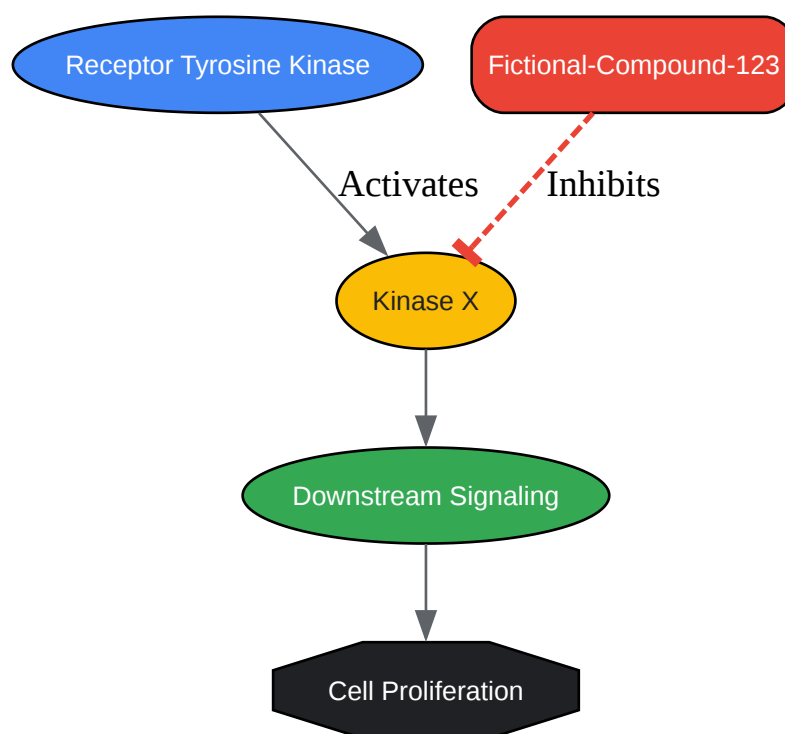 Receptor Tyrosine Kinase
Fictional-Compound-123
Activates
Inhibits
Kinase X
Downstream Signaling
Cell Proliferation